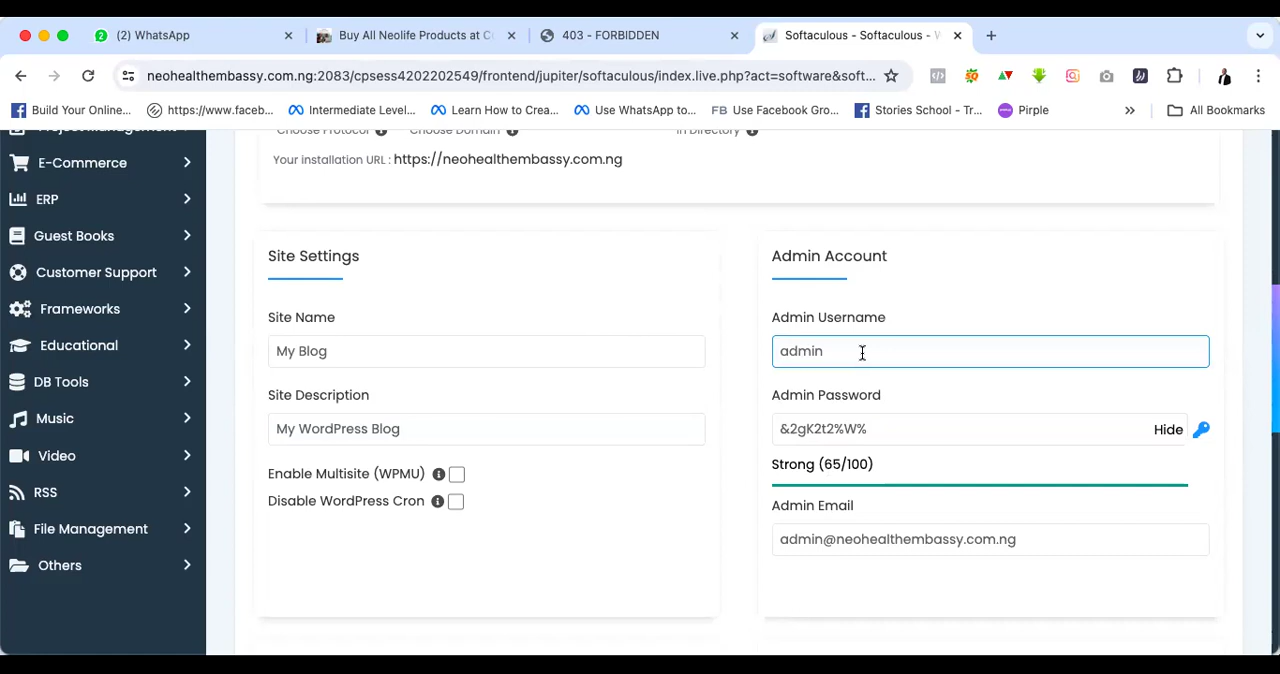 (2) WhatsApp
Buy All Neolife Products at C
403 - FORBIDDEN
Softaculous - Softaculous - W
neohealthembassy.com.ng:2083/cpsess4202202549/frontend/jupiter/softaculous/index.live.php?act=software&soft...
Build Your Online...
https://www.faceb...
Intermediate Level...
Learn How to Crea...
Use WhatsApp to...
FB Use Facebook Gro...
Stories School - Tr...
Pirple
»
All Bookmarks
Project Management
Choose Protocol
Choose Domain
In Directory
Your installation URL : https://neohealthembassy.com.ng
E-Commerce
ERP
Guest Books
Customer Support
Frameworks
Educational
DB Tools
Music
Video
RSS
File Management
Others
Site Settings
Site Name
My Blog
Site Description
My WordPress Blog
Enable Multisite (WPMU)
Disable WordPress Cron
Admin Account
Admin Username
admin
Admin Password
&2gK2t2%W%
Hide
Strong (65/100)
Admin Email
admin@neohealthembassy.com.ng